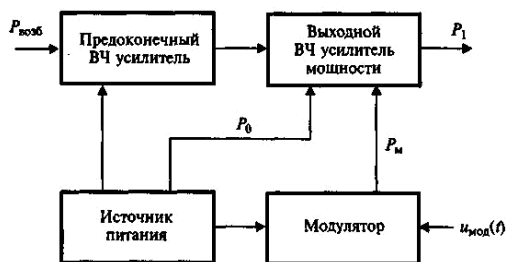 Pвозб
Предоконечный
ВЧ усилитель
Выходной
ВЧ усилитель
мощности
P1
P0
Pм
Источник
питания
Модулятор
uмод(t)